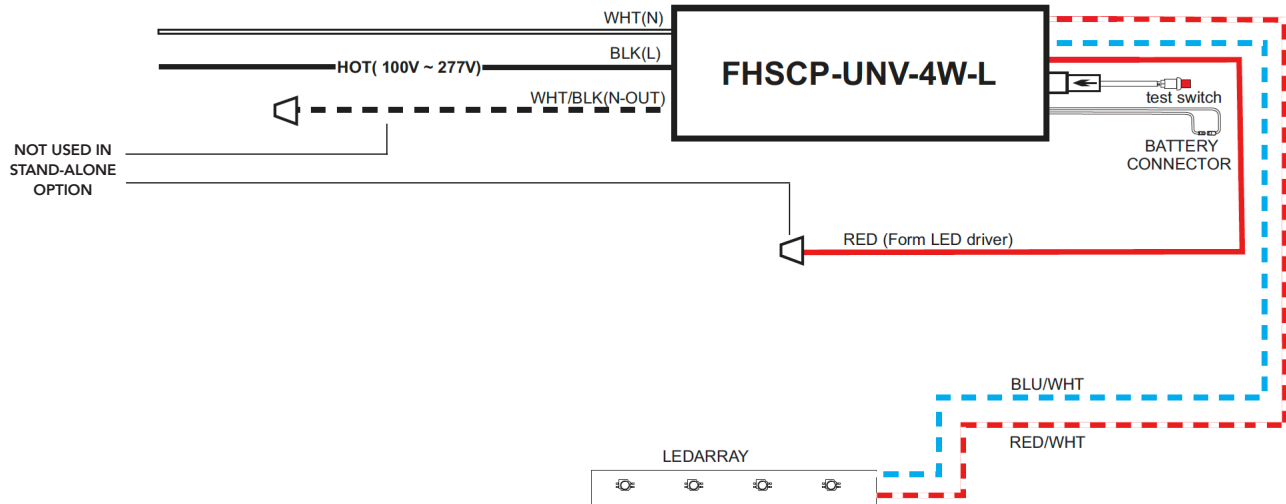 WHT(N)
BLK(L)
HOT( 100V ~ 277V)
WHT/BLK(N-OUT)
FHSCP-UNV-4W-L
test switch
BATTERY
CONNECTOR
NOT USED IN
STAND-ALONE
OPTION
RED (Form LED driver)
BLU/WHT
RED/WHT
LEDARRAY